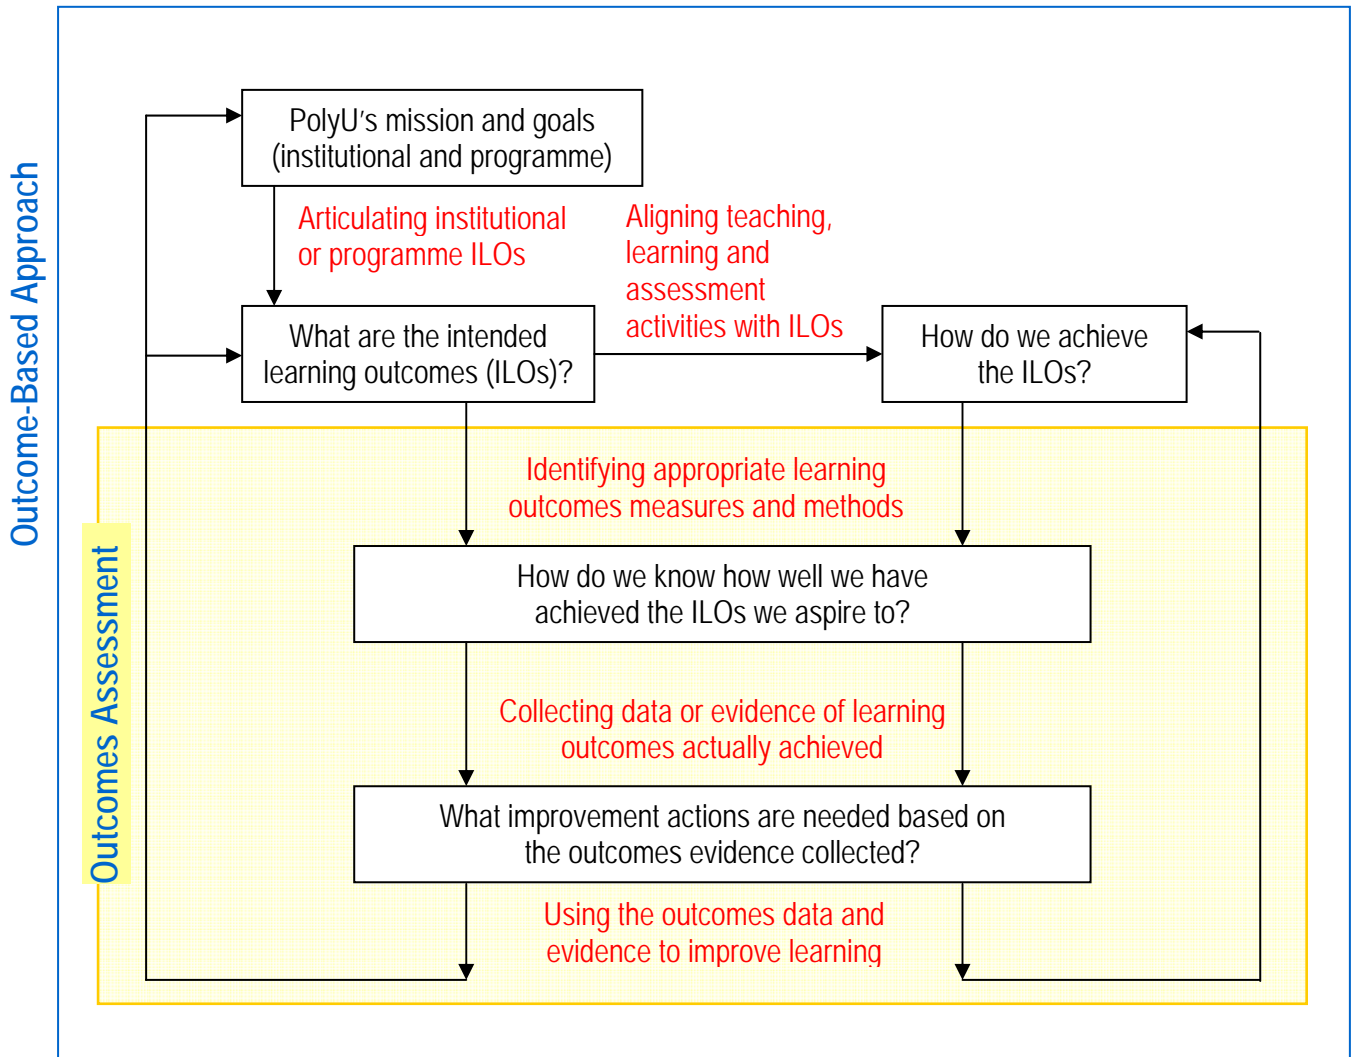 Outcome-Based Approach
PolyU's mission and goals
(institutional and programme)
Articulating institutional
or programme ILOs
Aligning teaching,
learning and
assessment
activities with ILOs
What are the intended
learning outcomes (ILOs)?
How do we achieve
the ILOs?
Outcomes Assessment
Identifying appropriate learning
outcomes measures and methods
How do we know how well we have
achieved the ILOs we aspire to?
Collecting data or evidence of learning
outcomes actually achieved
What improvement actions are needed based on
the outcomes evidence collected?
Using the outcomes data and
evidence to improve learning